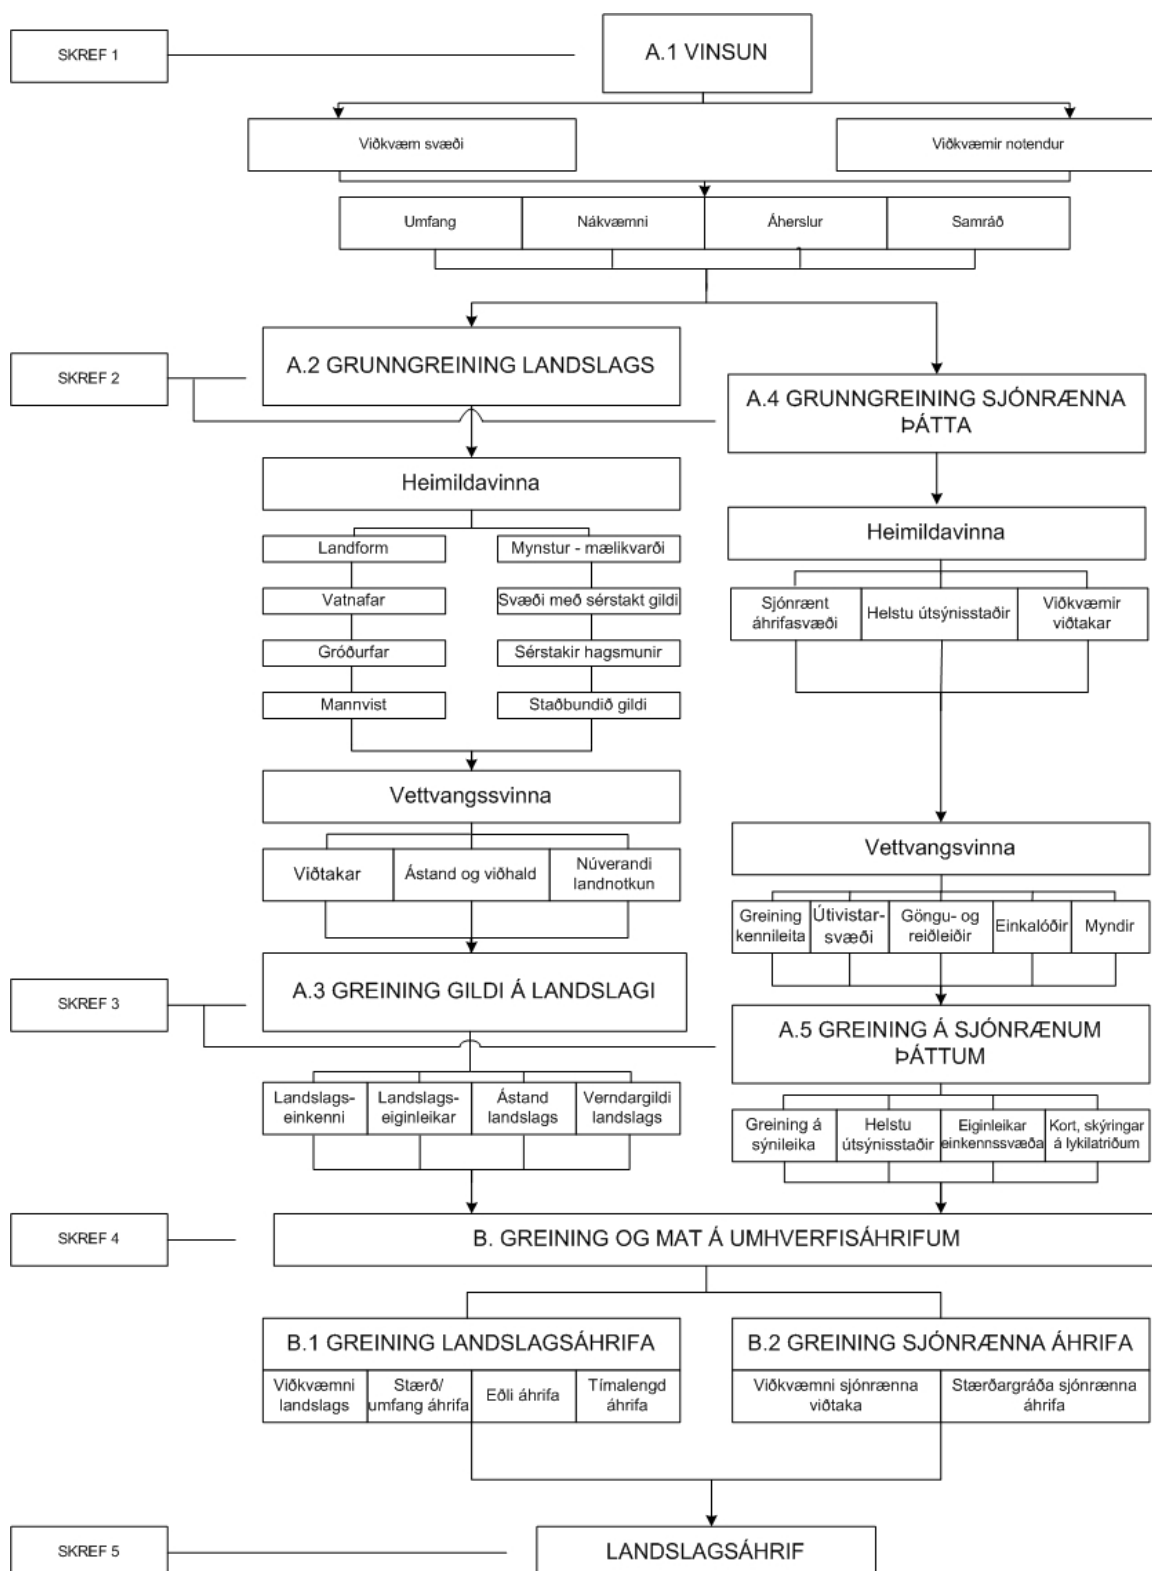 SKREF 1
A.1 VINSUN
Viðkvæm svæði
Viðkvæmir notendur
Umfang
Nákvæmni
Áherslur
Samráð
SKREF 2
A.2 GRUNNGREINING LANDSLAGS
A.4 GRUNNGREINING SJÓNRÆNNA
ÞÁTTA
Heimildavinna
Landform
Mynstur - mælikvarði
Vatnafar
Svæði með sérstakt gildi
Gróðurfar
Sérstakir hagsmunir
Mannvist
Staðbundið gildi
Heimildavinna
Sjónrænt
áhrifasvæði
Helstu útsýnisstaðir
Viðkvæmir
viðtakar
Vettvangssvinna
Viðtakar
Ástand og viðhald
Núverandi
landnotkun
Vettvangsvinna
Greining
kennileita
Útivistar-
svæði
Göngu- og
reiðleiðir
Einkalóðir
Myndir
SKREF 3
A.3 GREINING GILDI Á LANDSLAGI
A.5 GREINING Á SJÓNRÆNUM
ÞÁTTUM
Landslags-
einkenni
Landslags-
eiginleikar
Ástand
landslags
Verndargildi
landslags
Greining á
sýnileika
Helstu
útsýnisstaðir
Eiginleikar
einkennssvæða
Kort, skýringar
á lykilatriðum
SKREF 4
B. GREINING OG MAT Á UMHVERFISÁHRIFUM
B.1 GREINING LANDSLAGSÁHRIFA
B.2 GREINING SJÓNRÆNNA ÁHRIFA
Viðkvæmni
landslags
Stærð/
umfang áhrifa
Eðli áhrifa
Tímalengd
áhrifa
Viðkvæmni sjónrænna
viðtaka
Stærðargráða sjónrænna
áhrifa
SKREF 5
LANDSLAGSÁHRIF